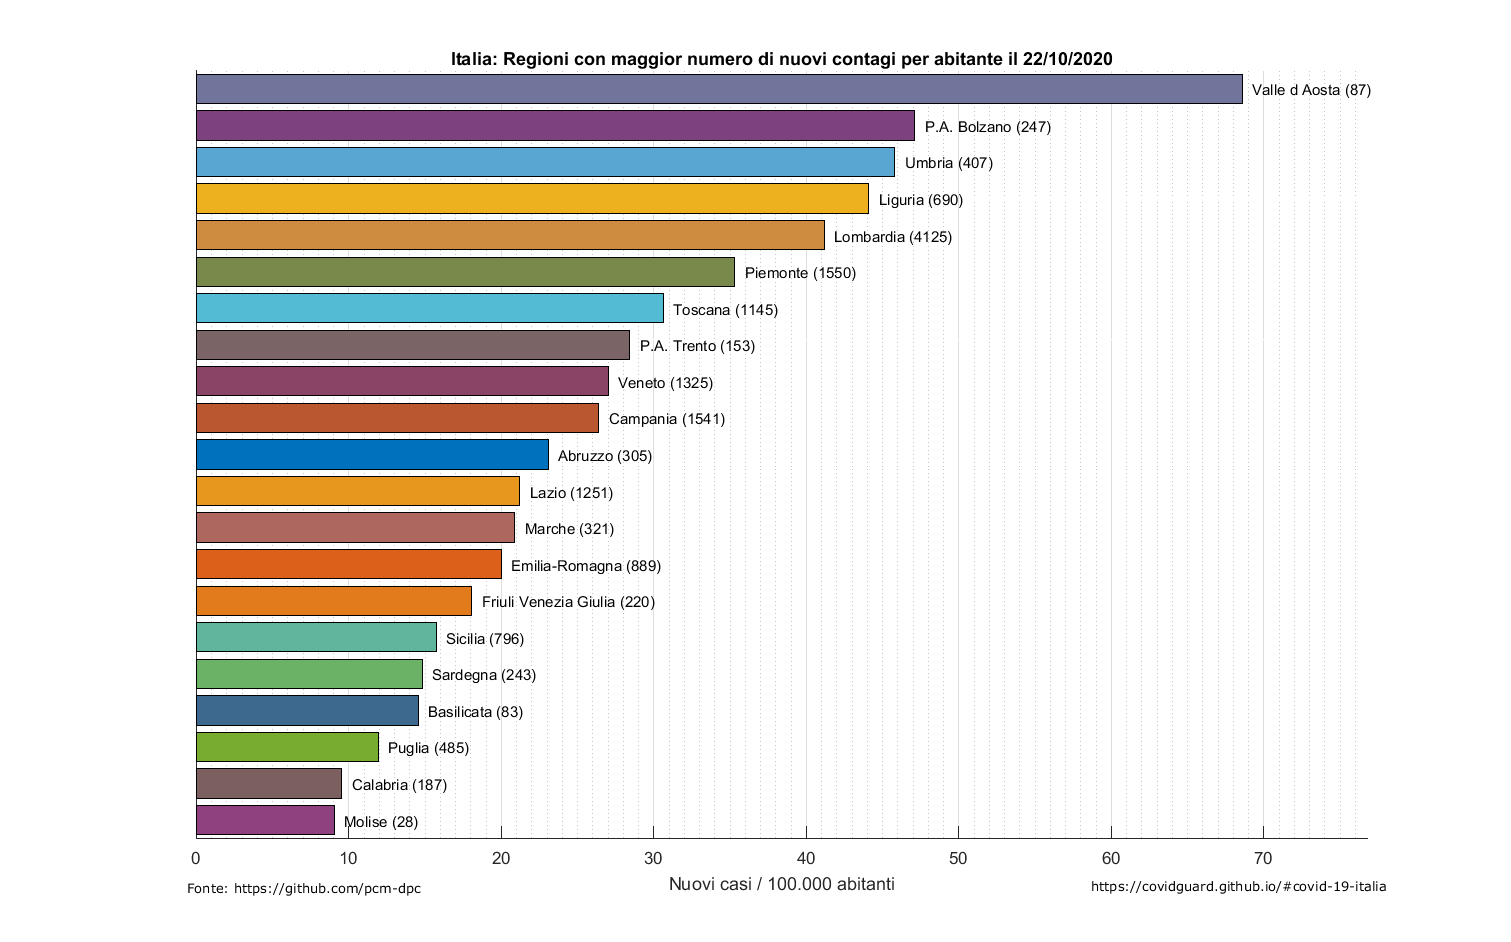 Italia: Regioni con maggior numero di nuovi contagi per abitante il 22/10/2020
Valle d Aosta (87)
P.A. Bolzano (247)
Umbria (407)
Liguria (690)
Lombardia (4125)
Piemonte (1550)
Toscana (1145)
P.A. Trento (153)
Veneto (1325)
Campania (1541)
Abruzzo (305)
Lazio (1251)
Marche (321)
Emilia-Romagna (889)
Friuli Venezia Giulia (220)
Sicilia (796)
Sardegna (243)
Basilicata (83)
Puglia (485)
Calabria (187)
Molise (28)
0 10 20 30 40 50 60 70
Nuovi casi / 100.000 abitanti
Fonte: https://github.com/pcm-dpc
https://covidguard.github.io/#covid-19-italia